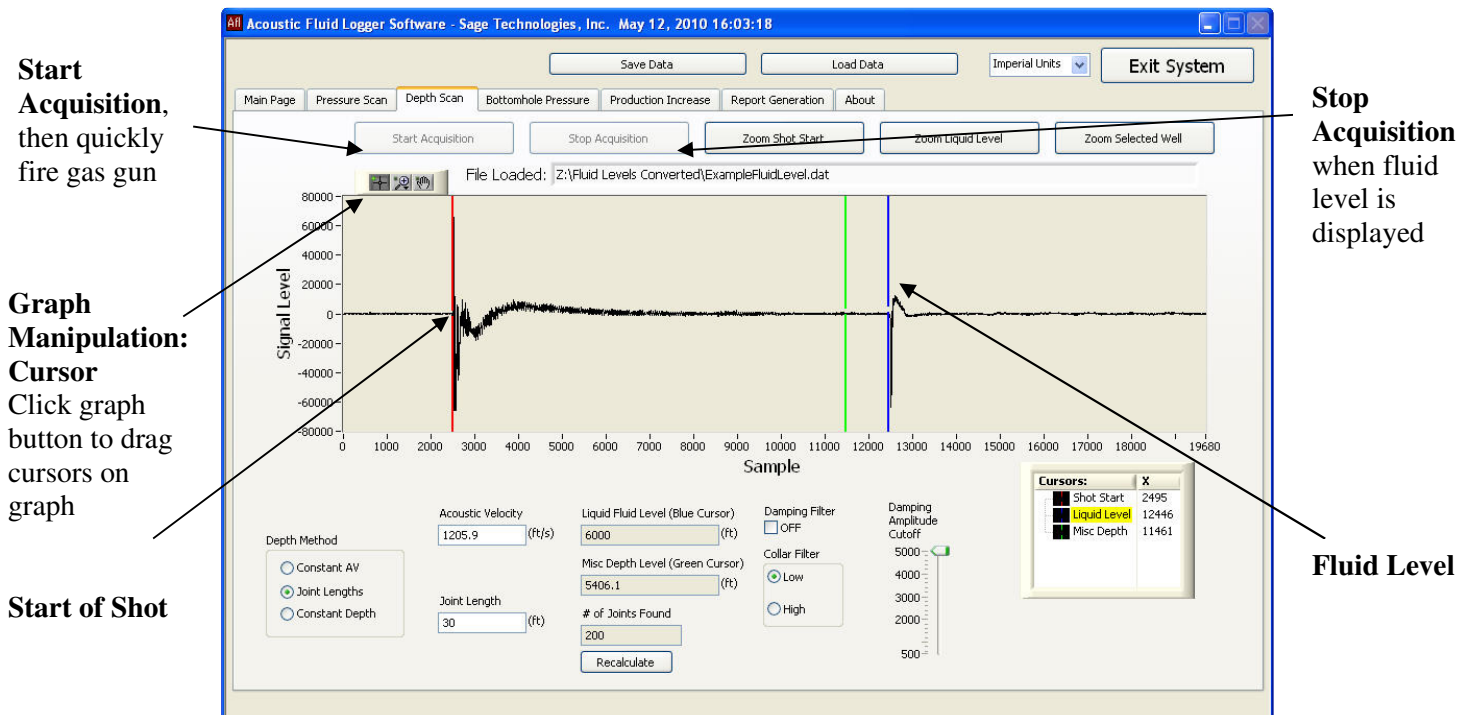 Afl Acoustic Fluid Logger Software - Sage Technologies, Inc. May 12, 2010 16:03:18
Save Data
Load Data
Imperial Units
Exit System
Main Page
Pressure Scan
Depth Scan
Bottomhole Pressure
Production Increase
Report Generation
About
Start Acquisition
Stop Acquisition
Zoom Shot Start
Zoom Liquid Level
Zoom Selected Well
File Loaded: Z:\Fluid Levels Converted\ExampleFluidLevel.dat
Start
Acquisition,
then quickly
fire gas gun
Stop
Acquisition
when fluid
level is
displayed
Graph
Manipulation:
Cursor
Click graph
button to drag
cursors on
graph
Start of Shot
Fluid Level
Signal Level
80000
60000
40000
20000
0
-20000
-40000
-60000
-80000
0 1000 2000 3000 4000 5000 6000 7000 8000 9000 10000 11000 12000 13000 14000 15000 16000 17000 18000 19680
Sample
Cursors: X
Shot Start 2495
Liquid Level 12446
Misc Depth 11461
Depth Method
Constant AV
Joint Lengths
Constant Depth
Acoustic Velocity
1205.9 (ft/s)
Joint Length
30 (ft)
Liquid Fluid Level (Blue Cursor)
6000 (ft)
Misc Depth Level (Green Cursor)
5406.1 (ft)
# of Joints Found
200
Recalculate
Damping Filter
OFF
Collar Filter
Low
High
Damping
Amplitude
Cutoff
5000
4000
3000
2000
500